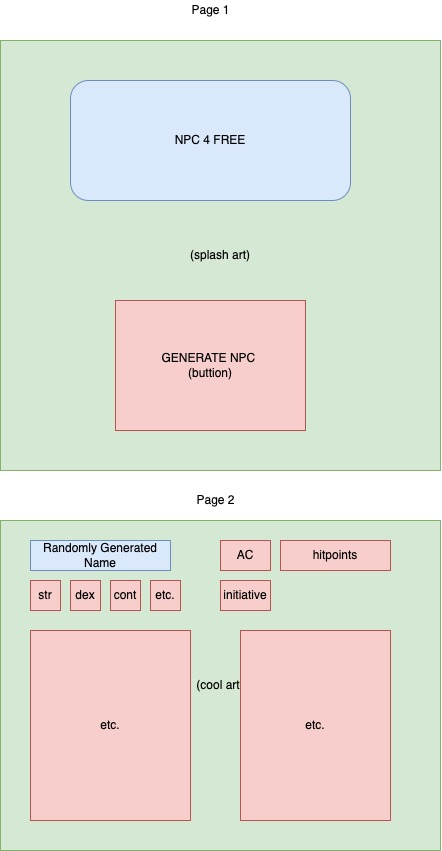 Page 1
NPC 4 FREE
(splash art)
GENERATE NPC
(buttion)
Page 2
Randomly Generated
Name
AC
hitpoints
str
dex
cont
etc.
initiative
(cool art
etc.
etc.